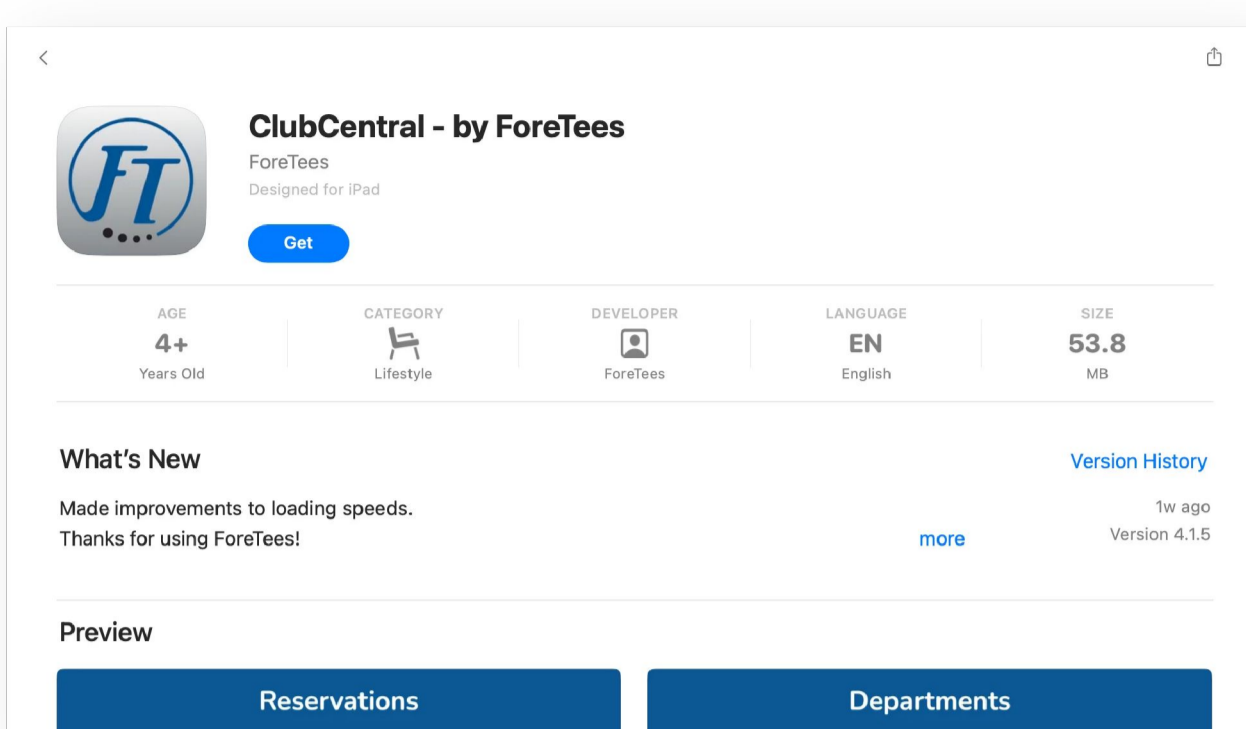 FT
ClubCentral - by ForeTees
ForeTees
Designed for iPad
Get
AGE
4+
Years Old
CATEGORY
Lifestyle
DEVELOPER
ForeTees
LANGUAGE
EN
English
SIZE
53.8
MB
What's New
Version History
Made improvements to loading speeds.
1w ago
Thanks for using ForeTees!
more
Version 4.1.5
Preview
Reservations
Departments